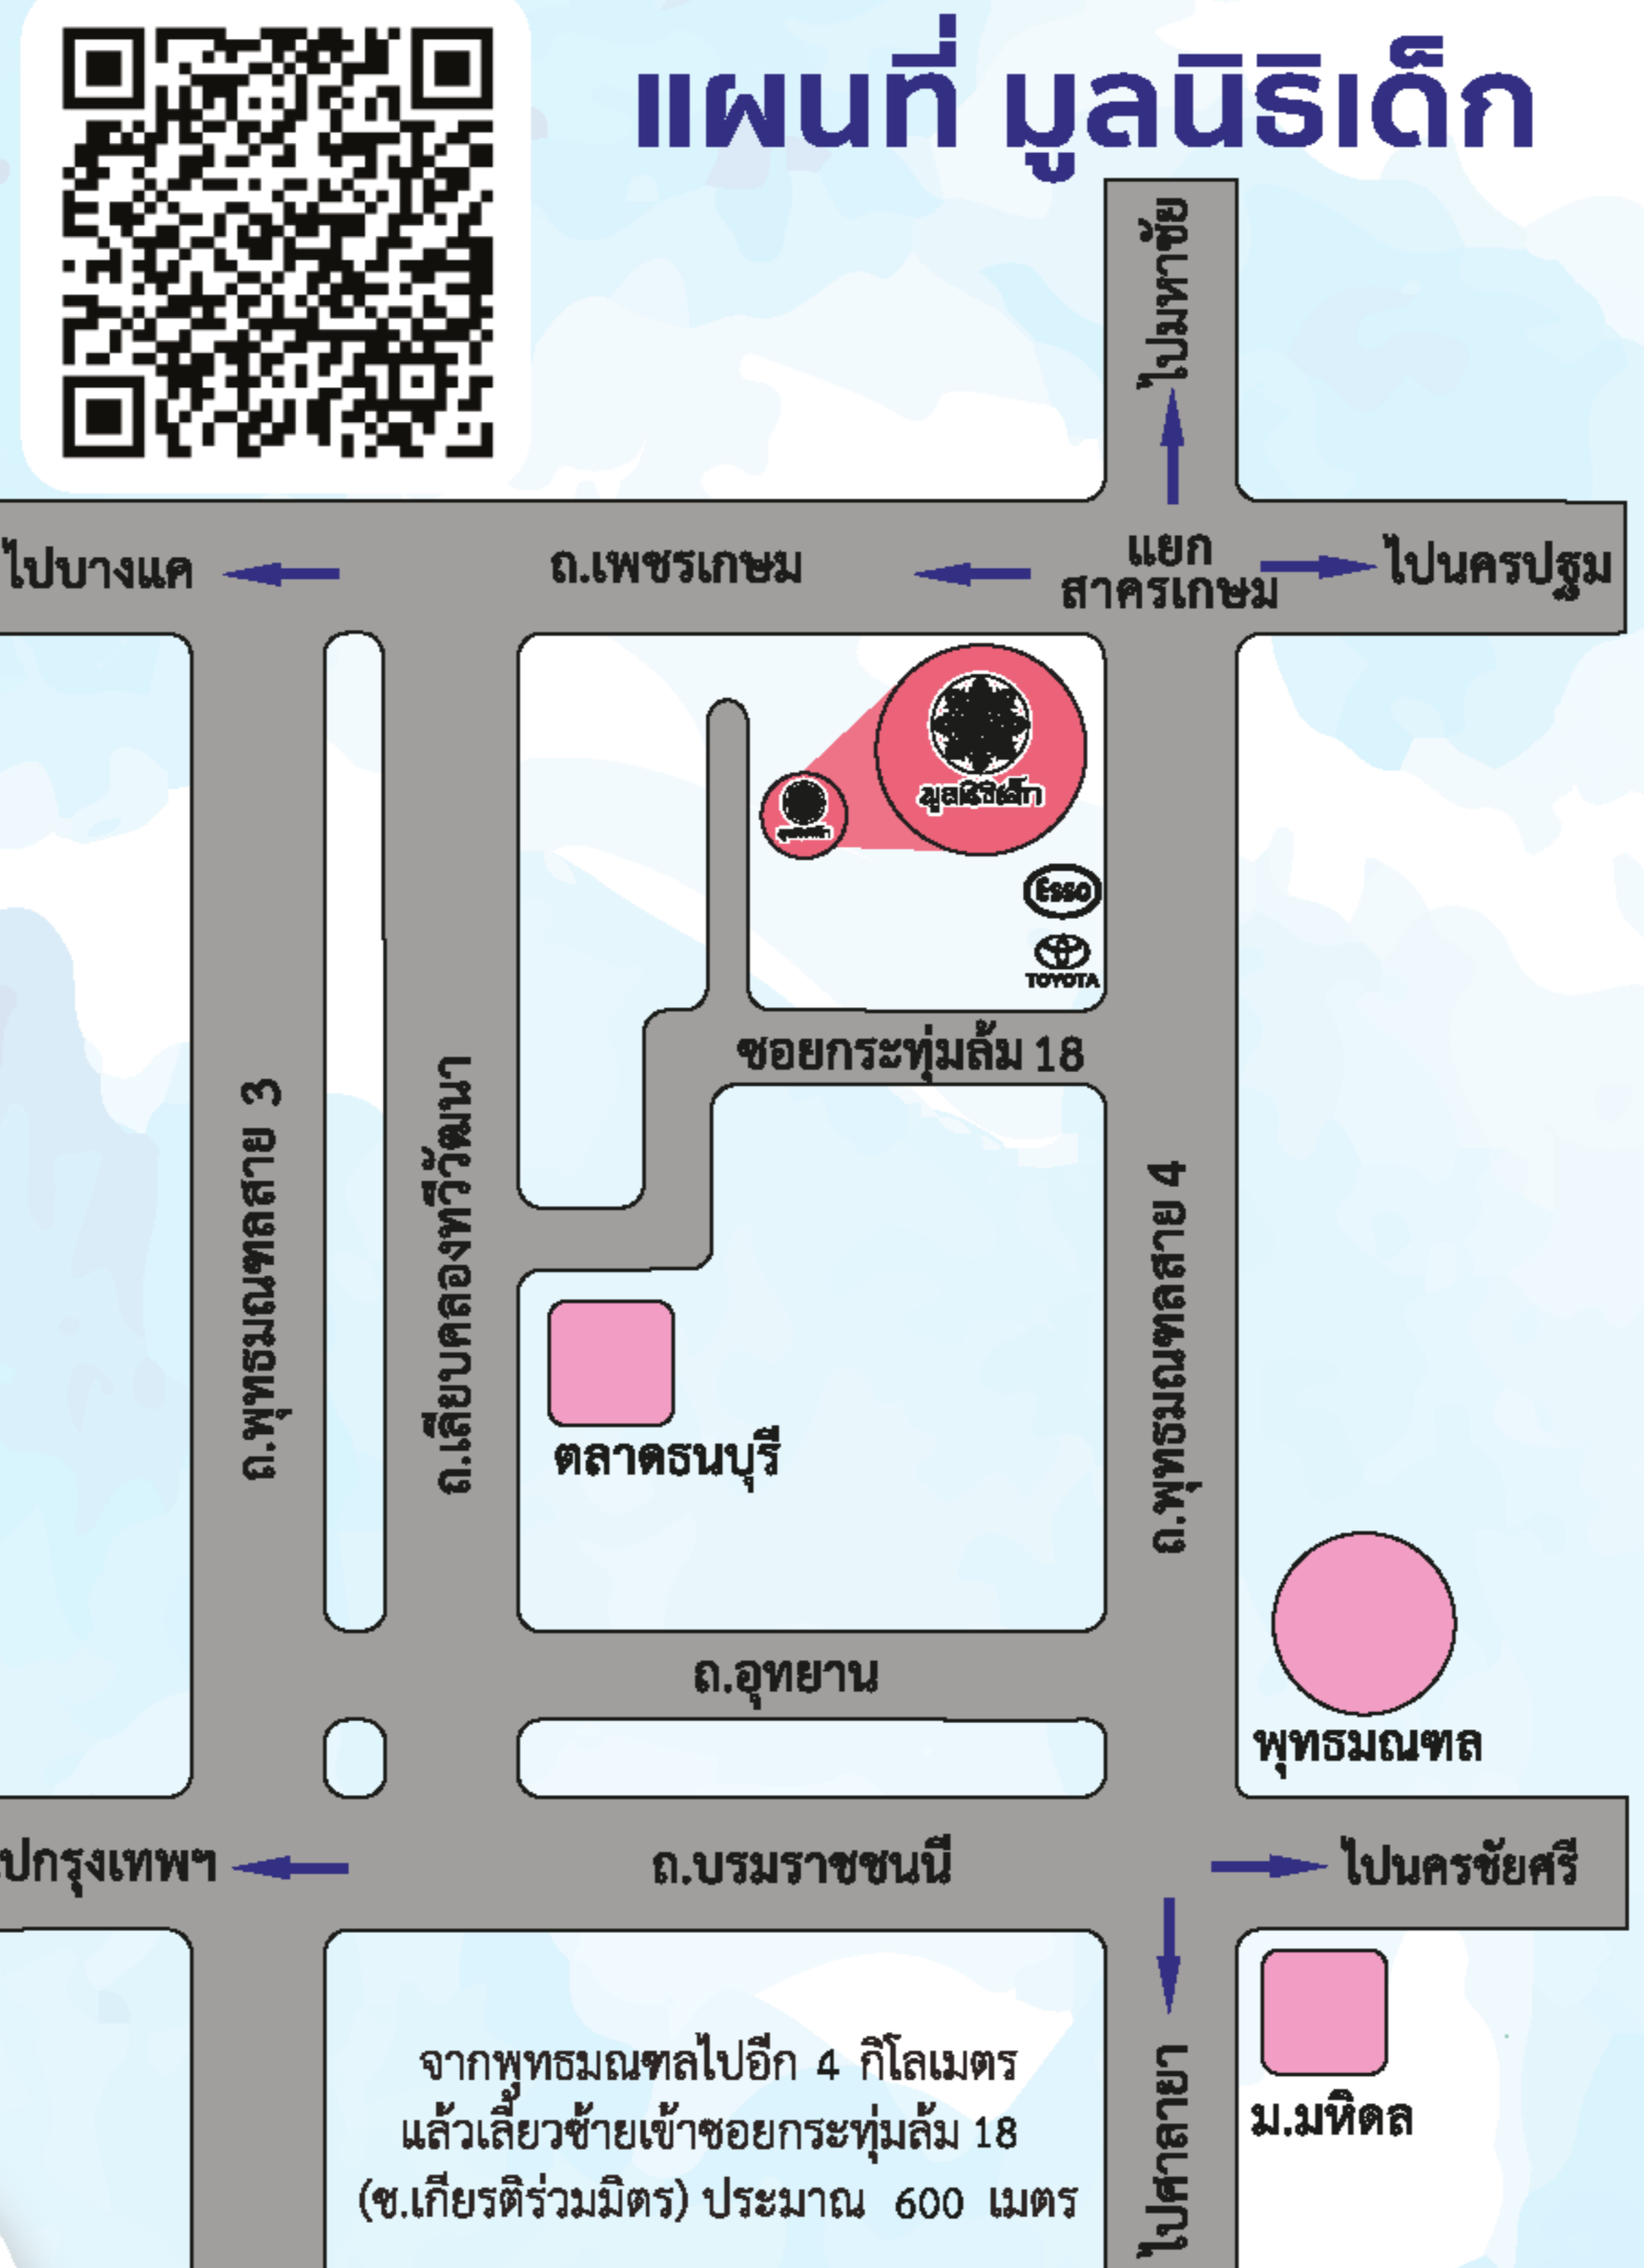 แผนที่ มูลนิธิเด็ก
ไปมหาชัย
ไปบางแค
ถ.เพชรเกษม
แยก
สาครเกษม
ไปนครปฐม
มูลนิธิเด็ก
Esso
TOYOTA
ซอยกระทุ่มล้ม 18
ถ.พุทธมณฑลสาย 3
ถ.เลียบคลองทวีวัฒนา
ถ.พุทธมณฑลสาย 4
ตลาดธนบุรี
ถ.อุทยาน
พุทธมณฑล
ปกรุงเทพฯ
ถ.บรมราชชนนี
ไปนครชัยศรี
จากพุทธมณฑลไปอีก 4 กิโลเมตร
แล้วเลี้ยวซ้ายเข้าซอยกระทุ่มล้ม 18
(ซ.เกียรติร่วมมิตร) ประมาณ 600 เมตร
ไปศาลายา
ม.มหิดล